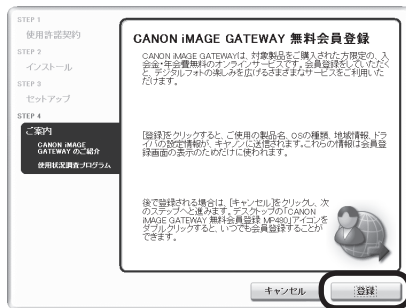 STEP 1
使用許諾契約
STEP 2
インストール
STEP 3
セットアップ
STEP 4
ご案内
CANON iMAGE
GATEWAY のご紹介
使用状況調査プログラム
CANON iMAGE GATEWAY 無料会員登録
CANON iMAGE GATEWAYは、対象製品をご購入された方限定の、入
会金・年会費無料のオンラインサービスです。会員登録をしていただく
と、デジタルフォトの楽しみを広げるさまざまなサービスをご利用いた
だけます。
[登録]をクリックすると、ご使用の製品名、OSの種類、地域情報、ドラ
イバの設定情報が、キヤノンに送信されます。これらの情報は会員登
録画面の表示のためだけに使われます。
後で登録される場合は、[キャンセル]をクリックし、次
のステップへと進みます。デスクトップの「CANON
iMAGE GATEWAY 無料会員登録 MP480」アイコンを
ダブルクリックすると、いつでも会員登録することが
できます。
キャンセル
登録